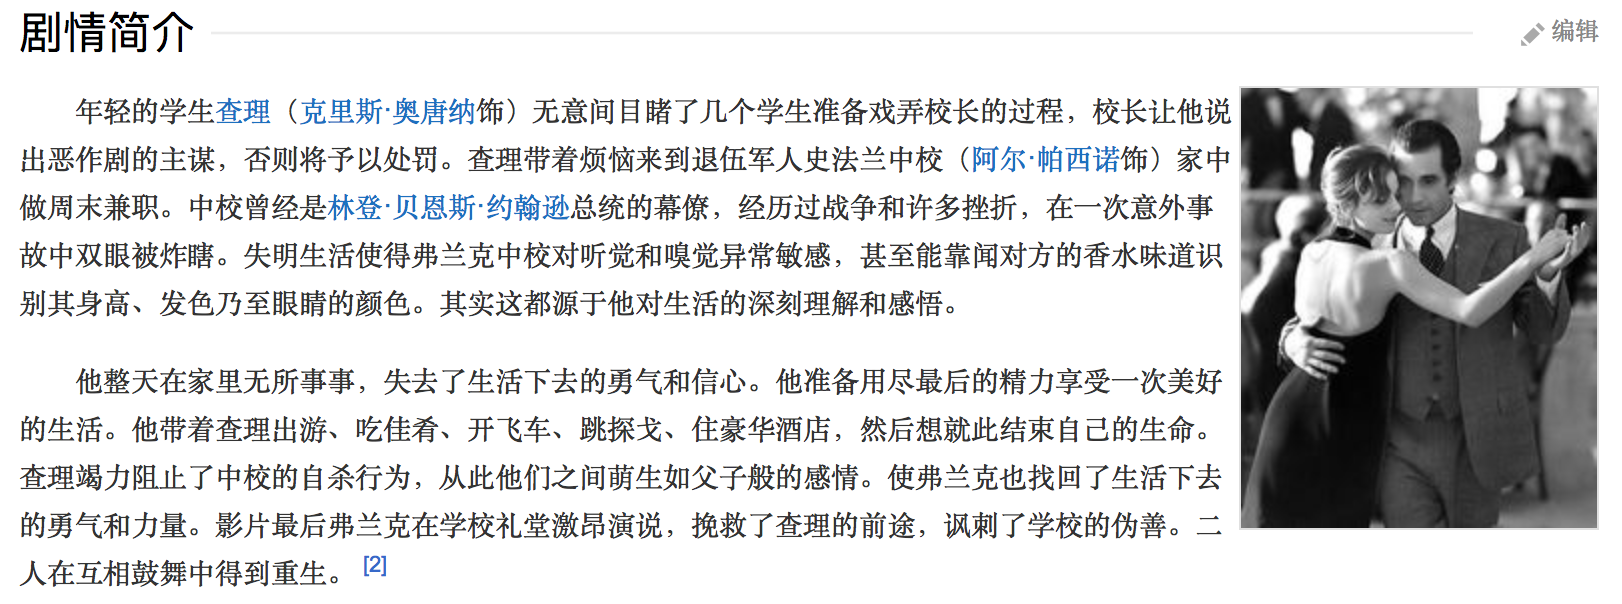 剧情简介
编辑
年轻的学生查理（克里斯·奥唐纳饰）无意间目睹了几个学生准备戏弄校长的过程，校长让他说
出恶作剧的主谋，否则将予以处罚。查理带着烦恼来到退伍军人史法兰中校（阿尔·帕西诺饰）家中
做周末兼职。中校曾经是林登·贝恩斯·约翰逊总统的幕僚，经历过战争和许多挫折，在一次意外事
故中双眼被炸瞎。失明生活使得弗兰克中校对听觉和嗅觉异常敏感，甚至能靠闻对方的香水味道识
别其身高、发色乃至眼睛的颜色。其实这都源于他对生活的深刻理解和感悟。
他整天在家里无所事事，失去了生活下去的勇气和信心。他准备用尽最后的精力享受一次美好
的生活。他带着查理出游、吃佳肴、开飞车、跳探戈、住豪华酒店，然后想就此结束自己的生命。
查理竭力阻止了中校的自杀行为，从此他们之间萌生如父子般的感情。使弗兰克也找回了生活下去
的勇气和力量。影片最后弗兰克在学校礼堂激昂演说，挽救了查理的前途，讽刺了学校的伪善。二
人在互相鼓舞中得到重生。 [2]